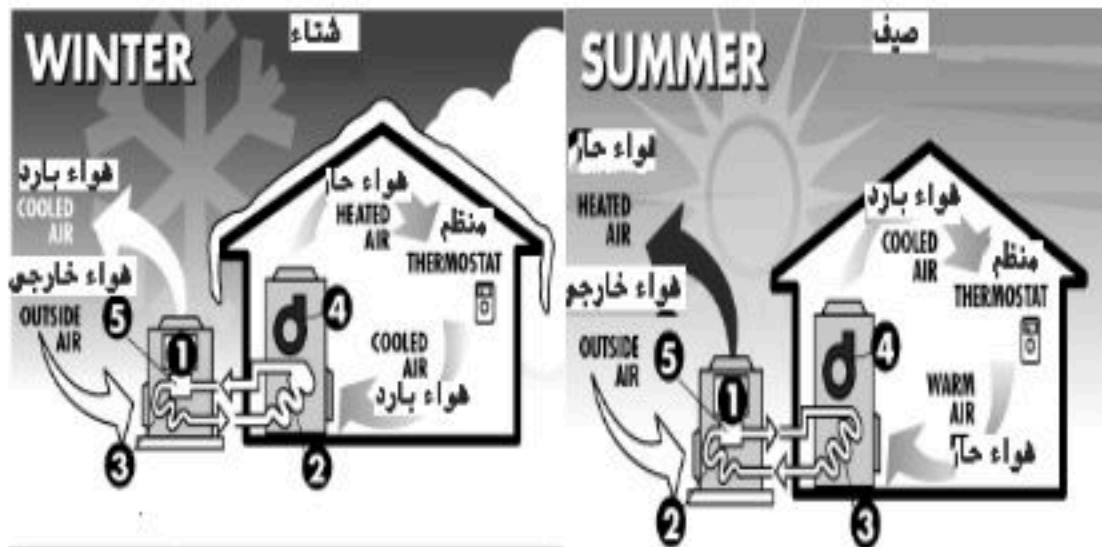 شتاء
WINTER
هواء بارد
COOLED
AIR
هواء خارجي
OUTSIDE
AIR
هواء حار
HEATED
AIR
منظم
THERMOSTAT
COOLED
AIR
هواء بارد
5
1
4
3
2
صيف
SUMMER
هواء حار
HEATED
AIR
هواء خارجي
OUTSIDE
AIR
هواء بارد
COOLED
AIR
منظم
THERMOSTAT
WARM
AIR
هواء حار
5
1
4
2
3